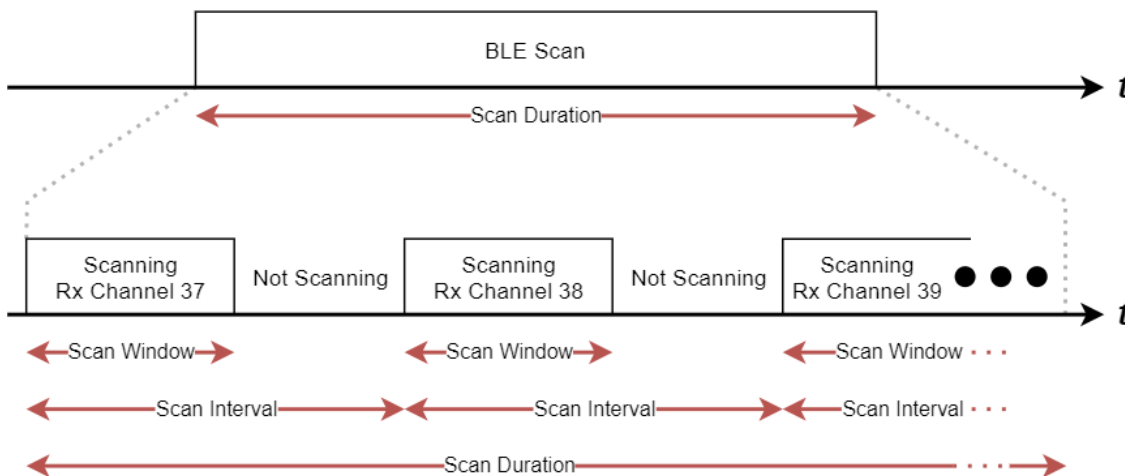 BLE Scan
t
Scan Duration
Scanning
Rx Channel 37
Not Scanning
Scanning
Rx Channel 38
Not Scanning
Scanning
Rx Channel 39
t
Scan Window
Scan Window
Scan Window
Scan Interval
Scan Interval
Scan Interval
Scan Duration